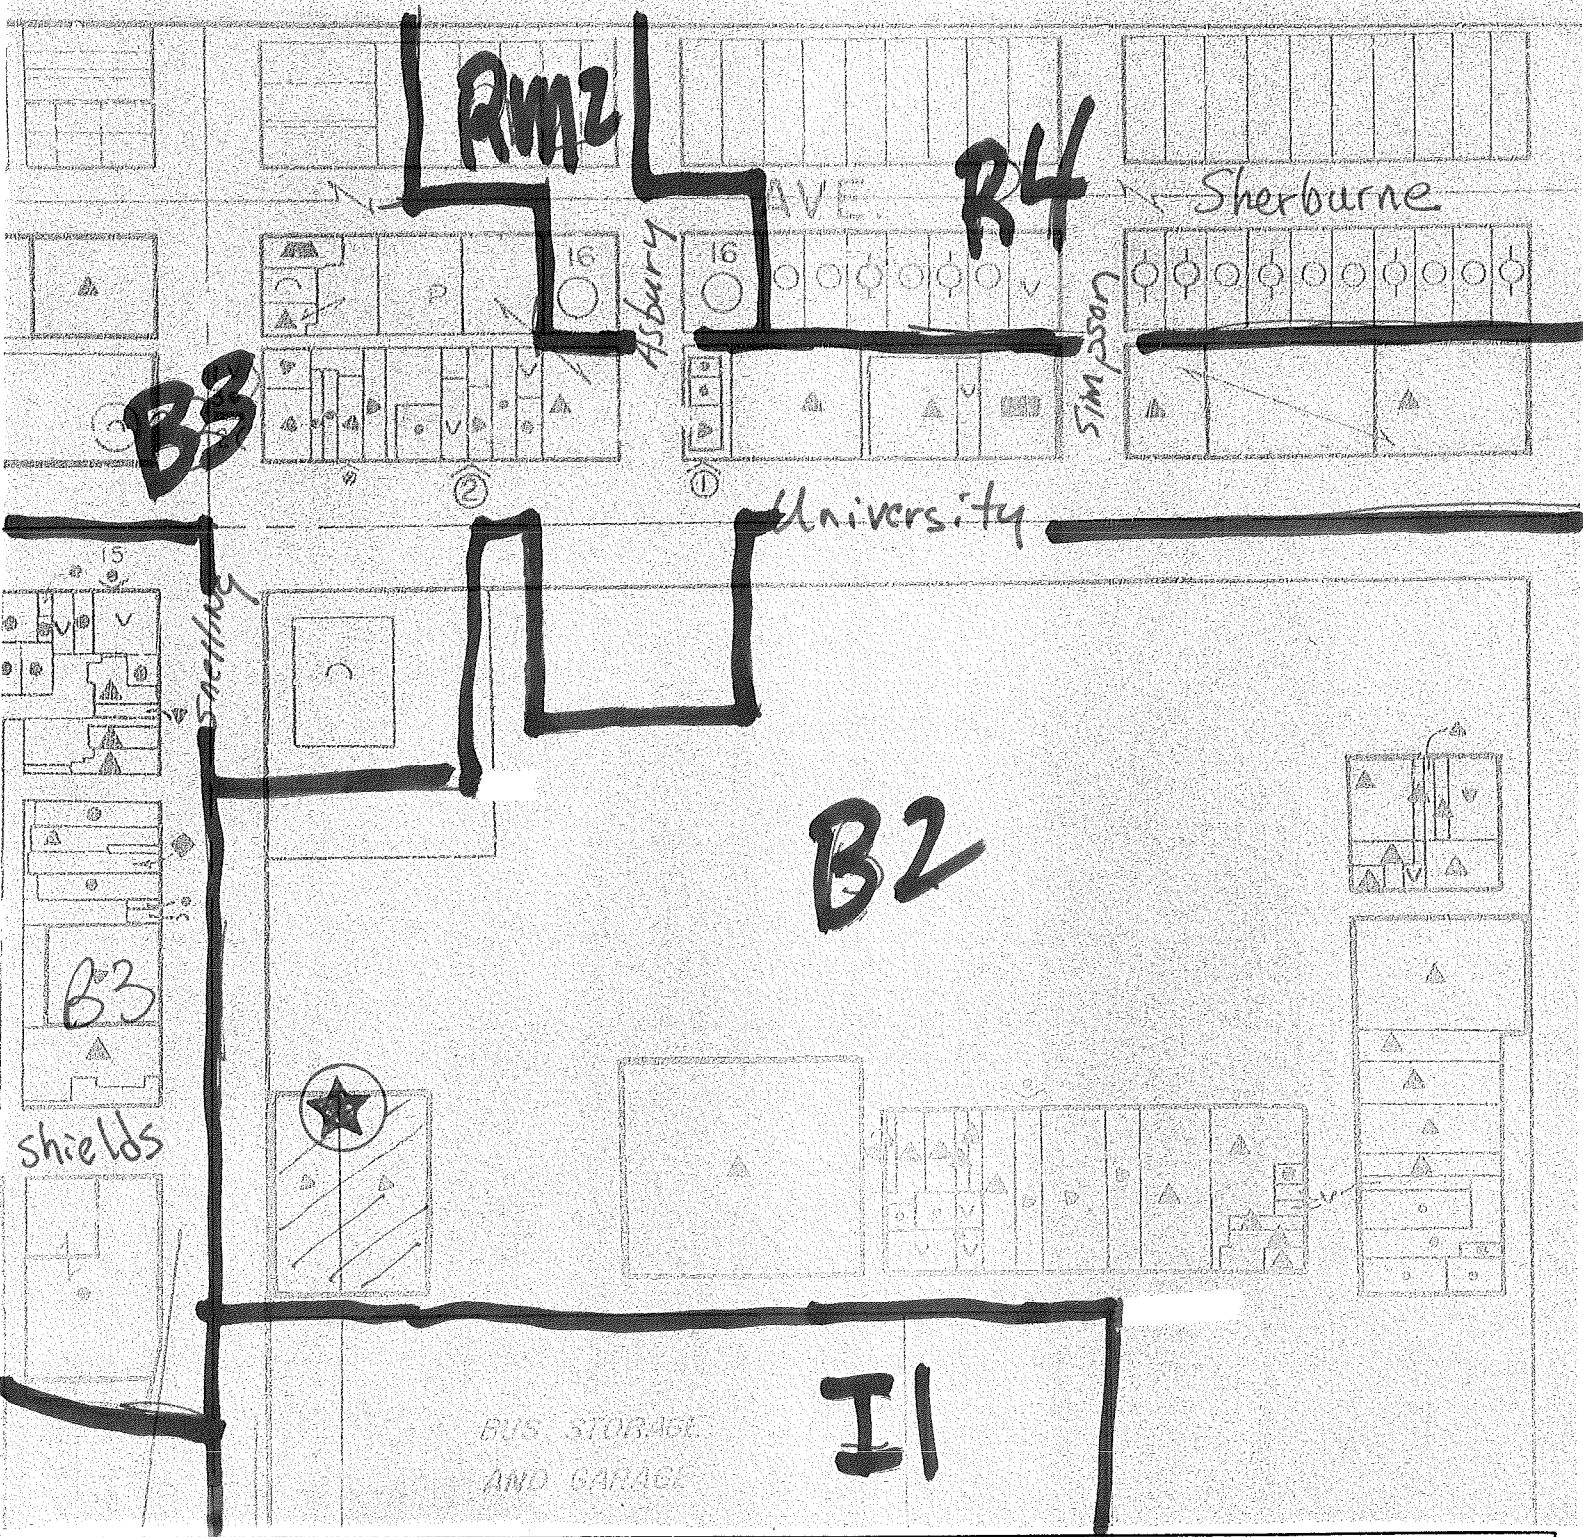 RM2
R4
AVE.
Sherburne
16
16
P
Asbury
Simpson
B3
2
1
University
15
Snelling
B2
B3
Shields
I1
BUS STORAGE
AND GARAGE